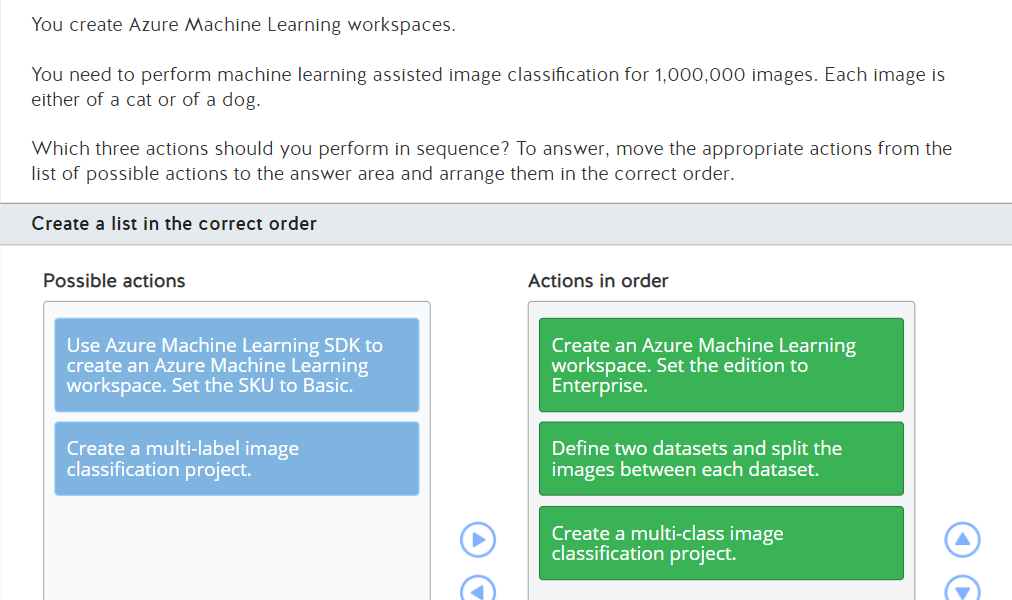 You create Azure Machine Learning workspaces.
You need to perform machine learning assisted image classification for 1,000,000 images. Each image is
either of a cat or of a dog.
Which three actions should you perform in sequence? To answer, move the appropriate actions from the
list of possible actions to the answer area and arrange them in the correct order.
Create a list in the correct order
Possible actions
Use Azure Machine Learning SDK to
create an Azure Machine Learning
workspace. Set the SKU to Basic.
Create a multi-label image
classification project.
Actions in order
Create an Azure Machine Learning
workspace. Set the edition to
Enterprise.
Define two datasets and split the
images between each dataset.
Create a multi-class image
classification project.